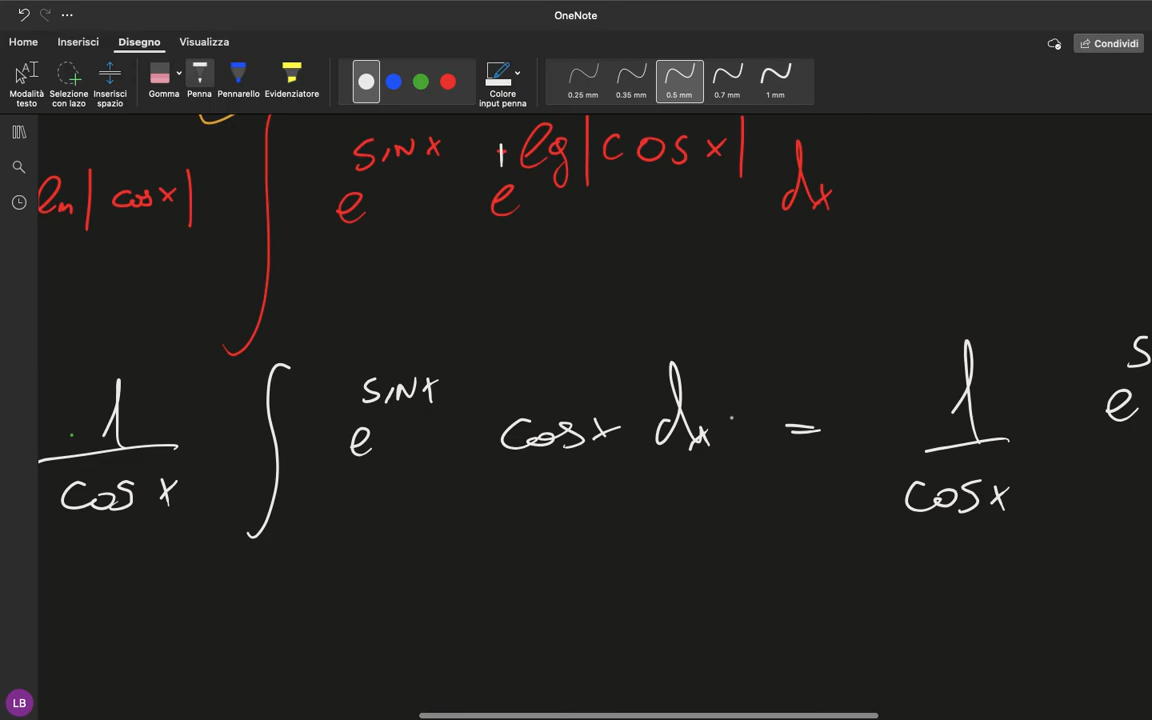 OneNote
Home Inserisci Disegno Visualizza
Condividi
Modalità testo
Selezione con lazo
Inserisci spazio
Gomma
Penna
Pennarello
Evidenziatore
Colore input penna
0.25 mm
0.35 mm
0.5 mm
0.7 mm
1 mm
ln |cos x| ∫ e^{sin x} e^{+lg|cos x|} dx
1/cos x ∫ e^{sin x} cos x dx = 1/cos x e^{s
LB